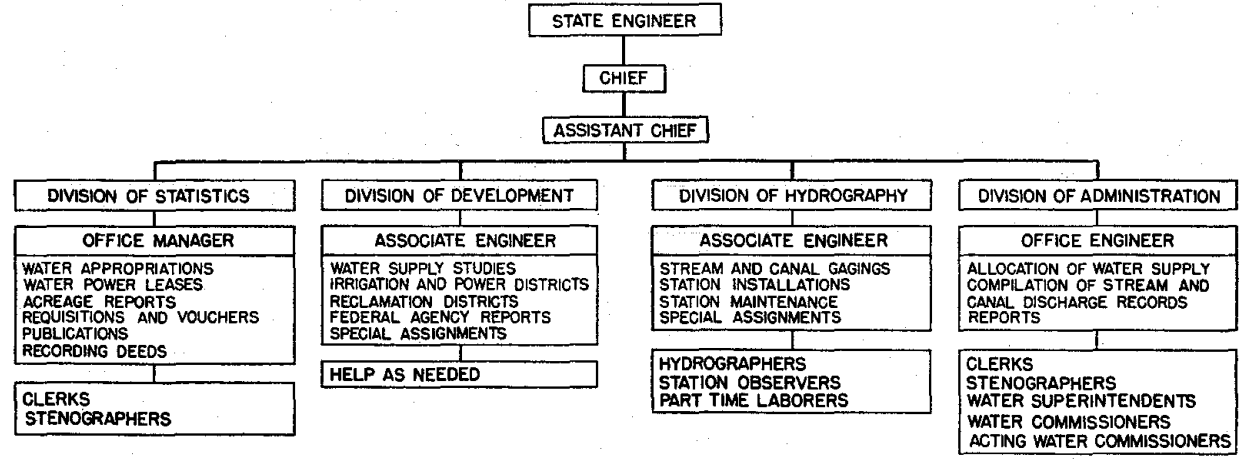 STATE ENGINEER
CHIEF
ASSISTANT CHIEF
DIVISION OF STATISTICS
OFFICE MANAGER
WATER APPROPRIATIONS
WATER POWER LEASES
ACREAGE REPORTS
REQUISITIONS AND VOUCHERS
PUBLICATIONS
RECORDING DEEDS
CLERKS
STENOGRAPHERS
DIVISION OF DEVELOPMENT
ASSOCIATE ENGINEER
WATER SUPPLY STUDIES
IRRIGATION AND POWER DISTRICTS
RECLAMATION DISTRICTS
FEDERAL AGENCY REPORTS
SPECIAL ASSIGNMENTS
HELP AS NEEDED
DIVISION OF HYDROGRAPHY
ASSOCIATE ENGINEER
STREAM AND CANAL GAGINGS
STATION INSTALLATIONS
STATION MAINTENANCE
SPECIAL ASSIGNMENTS
HYDROGRAPHERS
STATION OBSERVERS
PART TIME LABORERS
DIVISION OF ADMINISTRATION
OFFICE ENGINEER
ALLOCATION OF WATER SUPPLY
COMPILATION OF STREAM AND
CANAL DISCHARGE RECORDS
REPORTS
CLERKS
STENOGRAPHERS
WATER SUPERINTENDENTS
WATER COMMISSIONERS
ACTING WATER COMMISSIONERS